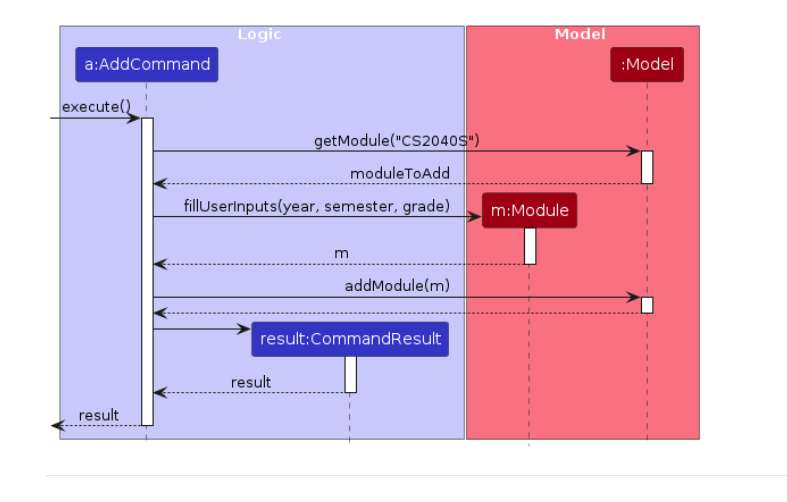 Logic
Model
a:AddCommand
:Model
execute()
getModule("CS2040S")
moduleToAdd
fillUserInputs(year, semester, grade)
m:Module
m
addModule(m)
result:CommandResult
result
result